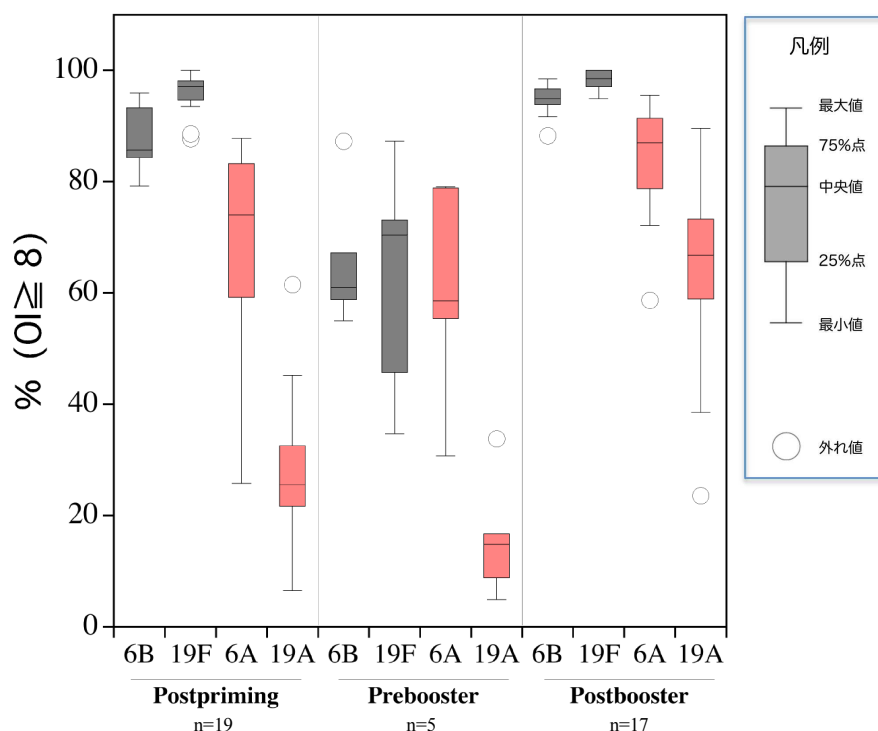 % (OI≧ 8)
100
80
60
40
20
0
6B 19F 6A 19A 6B 19F 6A 19A 6B 19F 6A 19A
Postpriming Prebooster Postbooster
n=19 n=5 n=17
凡例
最大値
75%点
中央値
25%点
最小値
外れ値